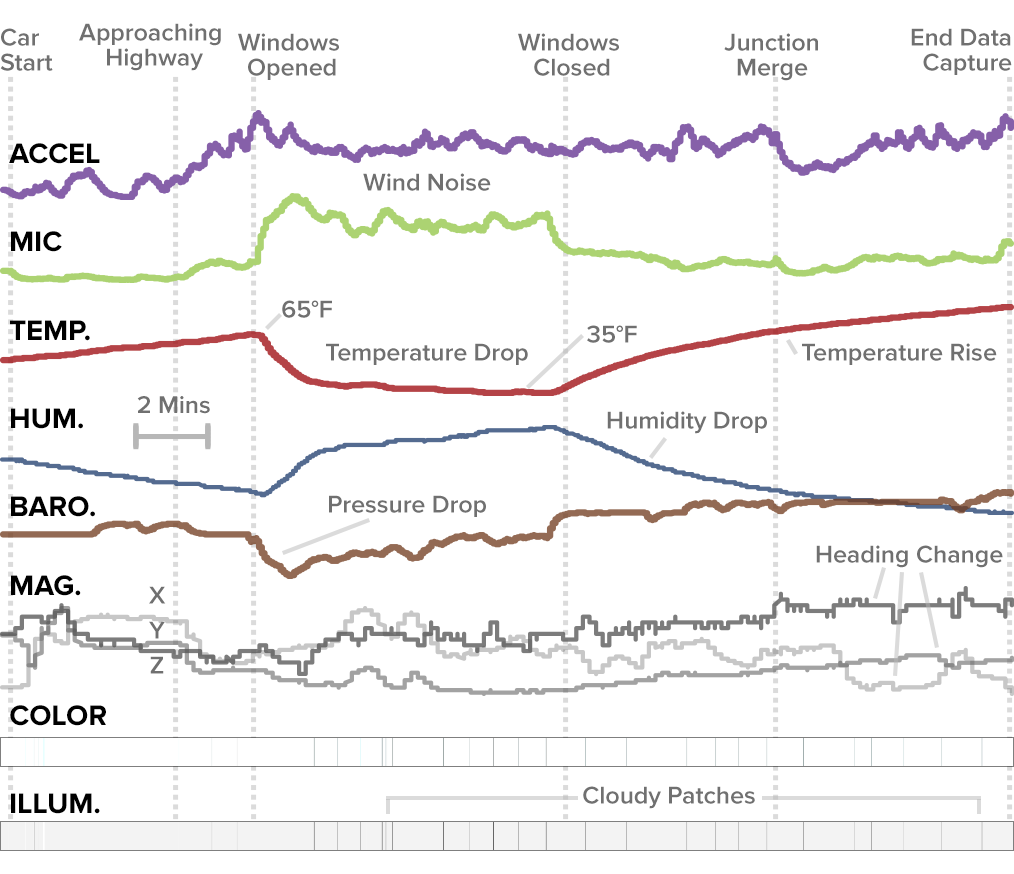 Car
Start
Approaching
Highway
Windows
Opened
Windows
Closed
Junction
Merge
End Data
Capture
ACCEL
Wind Noise
MIC
65°F
TEMP.
35°F
Temperature Drop
Temperature Rise
2 Mins
HUM.
Humidity Drop
BARO.
Pressure Drop
Heading Change
MAG.
X
Y
Z
COLOR
Cloudy Patches
ILLUM.